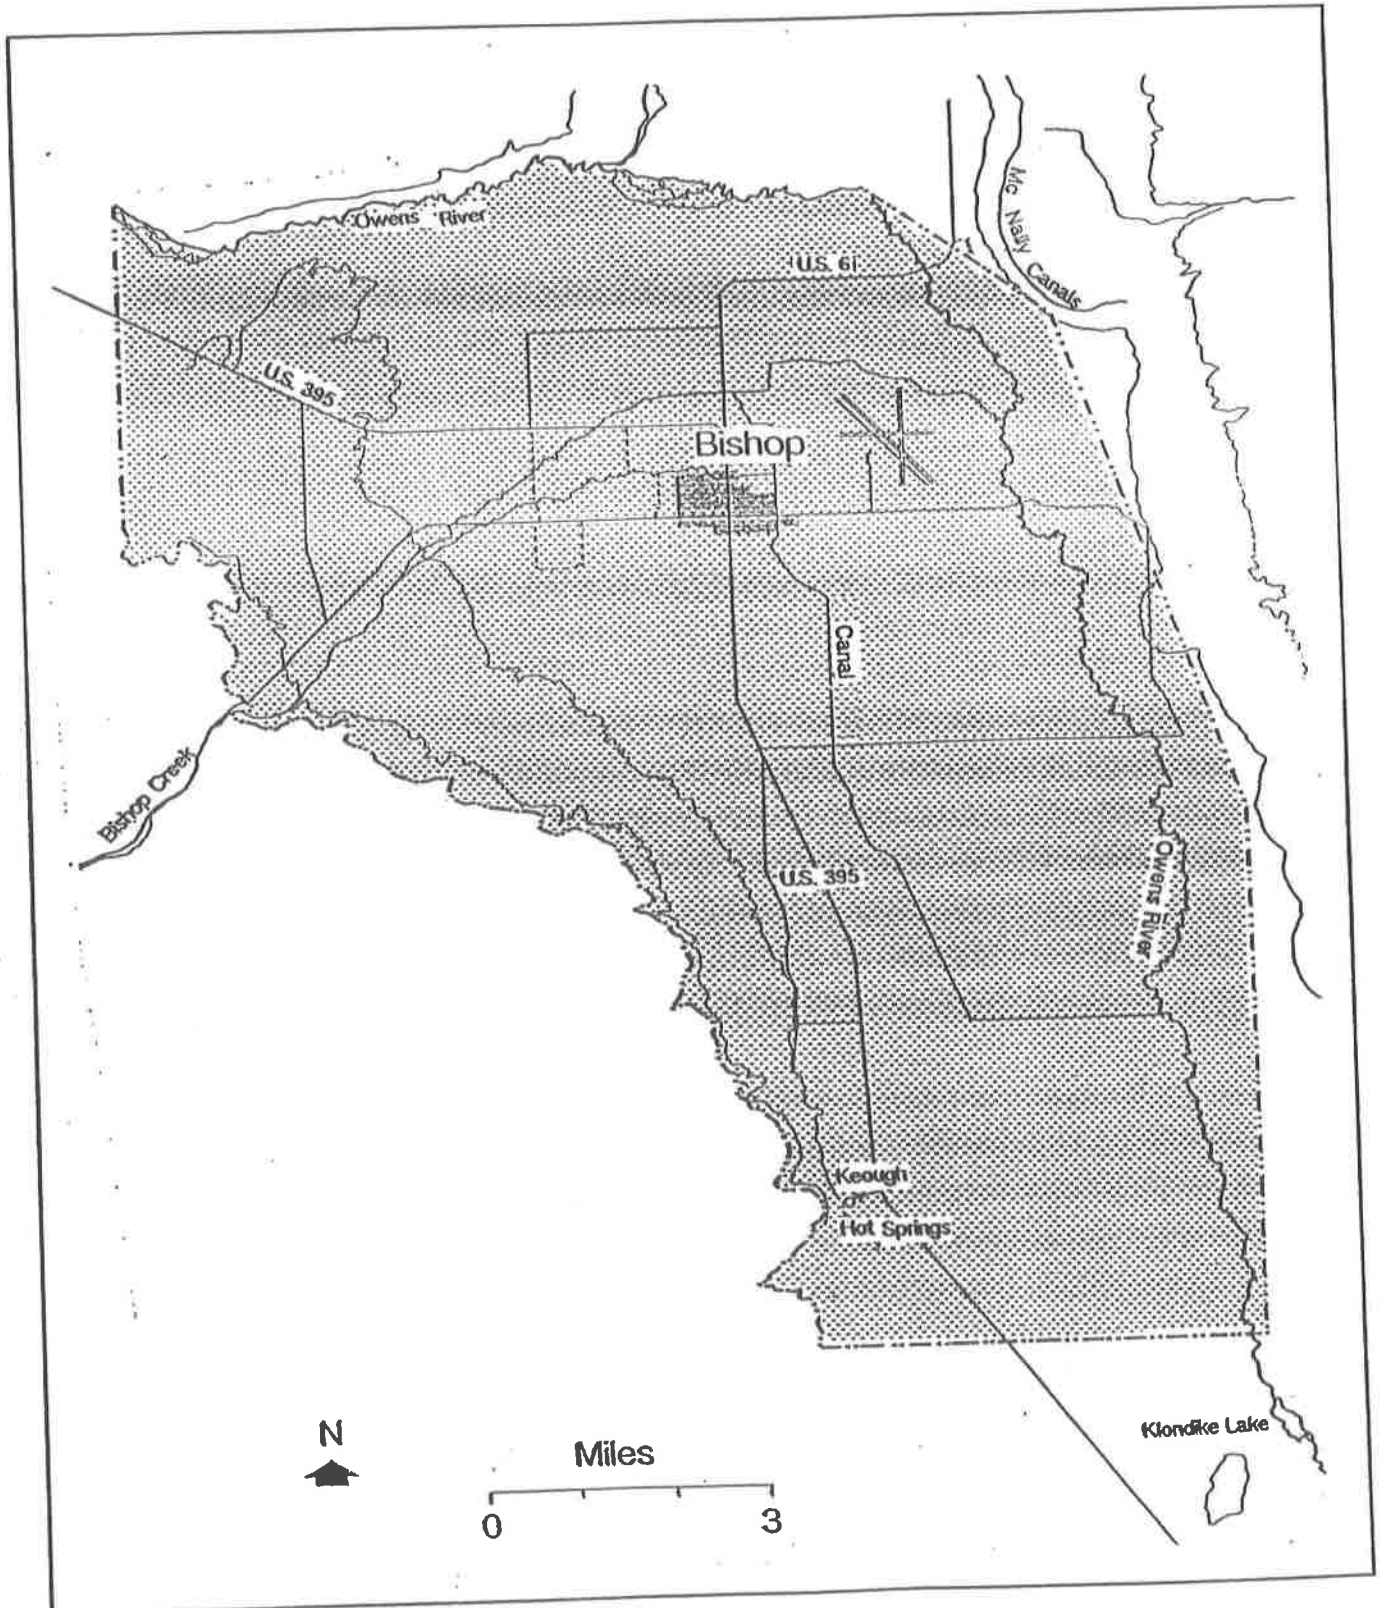 Owens River
Mc Nally Canals
U.S. 6
U.S. 395
Bishop
Canal
Bishop Creek
U.S. 395
Owens River
Keough
Hot Springs
Klondike Lake
N
Miles
0 3